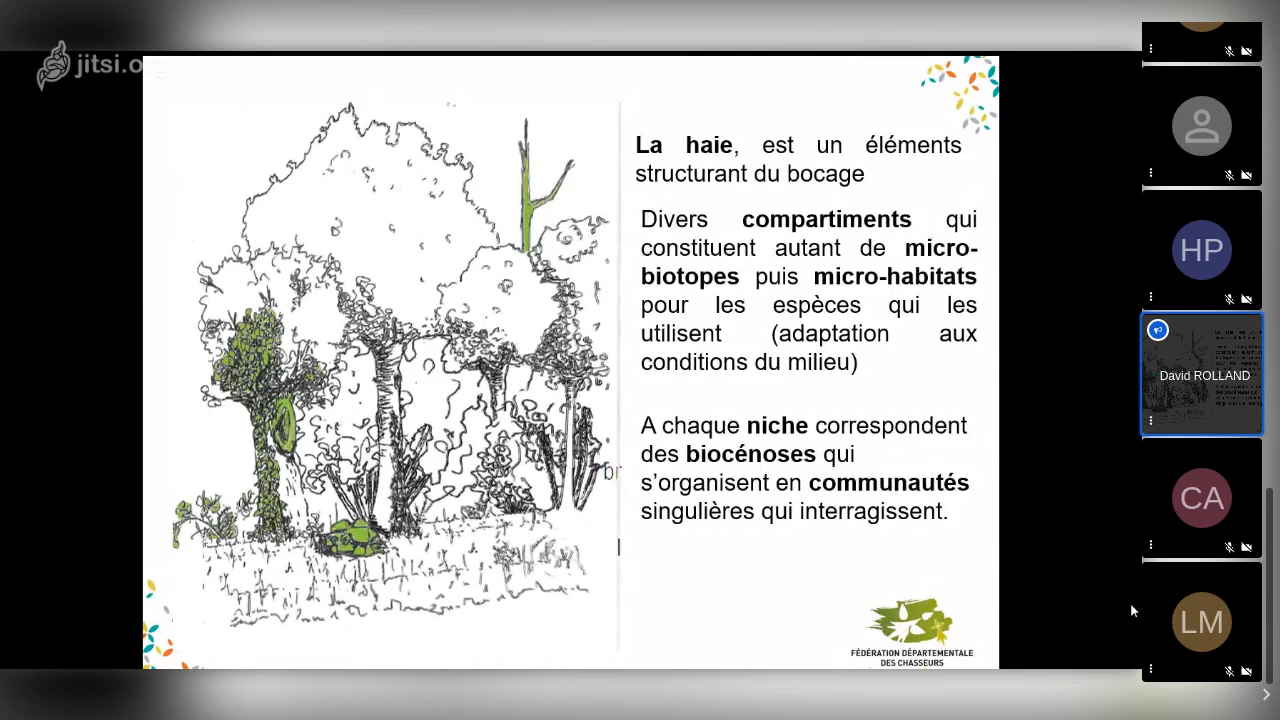 jitsi.org
La haie, est un éléments
structurant du bocage
Divers compartiments qui
constituent autant de micro-
biotopes puis micro-habitats
pour les espèces qui les
utilisent (adaptation aux
conditions du milieu)
A chaque niche correspondent
des biocénoses qui
s’organisent en communautés
singulières qui interragissent.
FÉDÉRATION DÉPARTEMENTALE
DES CHASSEURS
HP
David ROLLAND
CA
LM